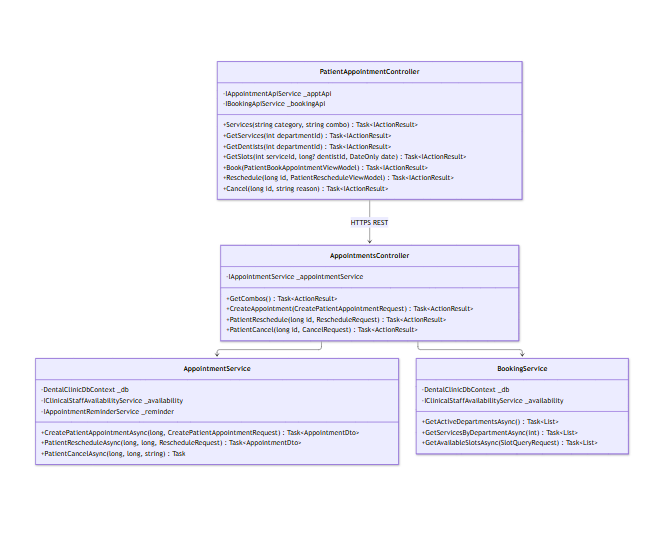 PatientAppointmentController
-IAppointmentApiService _apptApi
-IBookingApiService _bookingApi
+Services(string category, string combo) : Task<IActionResult>
+GetServices(int departmentId) : Task<IActionResult>
+GetDentists(int departmentId) : Task<IActionResult>
+GetSlots(int serviceId, long? dentistId, DateOnly date) : Task<IActionResult>
+Book(PatientBookAppointmentViewModel) : Task<IActionResult>
+Reschedule(long id, PatientRescheduleViewModel) : Task<IActionResult>
+Cancel(long id, string reason) : Task<IActionResult>
HTTPS REST
AppointmentsController
-IAppointmentService _appointmentService
+GetCombos() : Task<ActionResult>
+CreateAppointment(CreatePatientAppointmentRequest) : Task<ActionResult>
+PatientReschedule(long id, RescheduleRequest) : Task<ActionResult>
+PatientCancel(long id, CancelRequest) : Task<ActionResult>
AppointmentService
-DentalClinicDbContext _db
-IClinicalStaffAvailabilityService _availability
-IAppointmentReminderService _reminder
+CreatePatientAppointmentAsync(long, CreatePatientAppointmentRequest) : Task<AppointmentDto>
+PatientRescheduleAsync(long, long, RescheduleRequest) : Task<AppointmentDto>
+PatientCancelAsync(long, long, string) : Task
BookingService
-DentalClinicDbContext _db
-IClinicalStaffAvailabilityService _availability
+GetActiveDepartmentsAsync() : Task<List>
+GetServicesByDepartmentAsync(int) : Task<List>
+GetAvailableSlotsAsync(SlotQueryRequest) : Task<List>